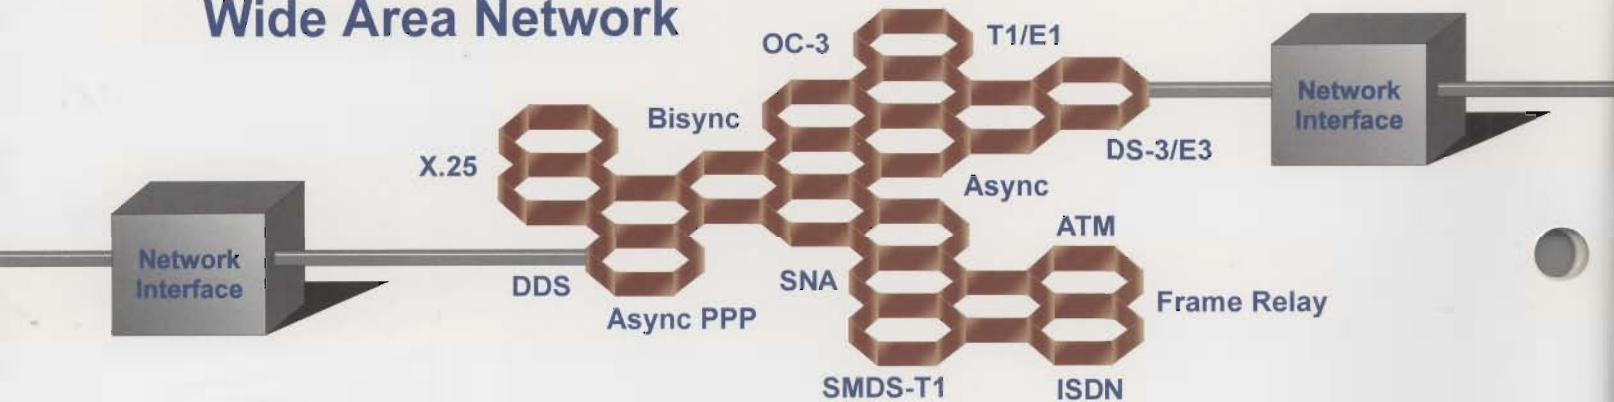 Wide Area Network
OC-3
T1/E1
Network
Interface
Bisync
X.25
DS-3/E3
Async
ATM
Network
Interface
DDS
SNA
Async PPP
Frame Relay
SMDS-T1
ISDN